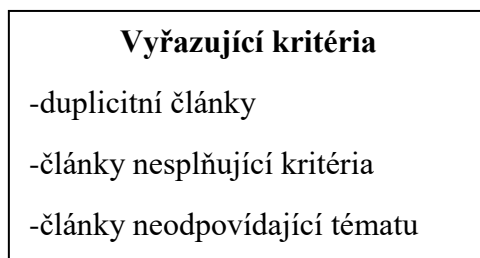 Vyřazující kritéria
-duplicitní články
-články nesplňující kritéria
-články neodpovídající tématu